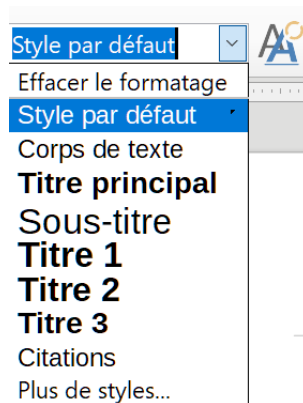 Style par défaut
Effacer le formatage
Style par défaut
Corps de texte
Titre principal
Sous-titre
Titre 1
Titre 2
Titre 3
Citations
Plus de styles...